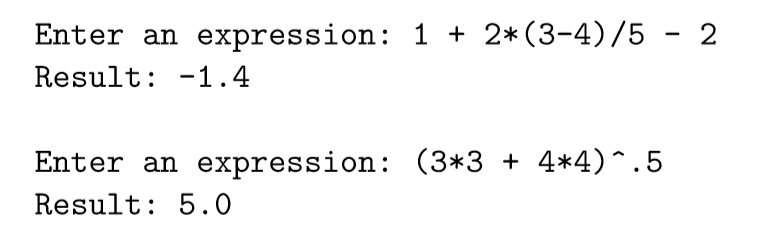 Enter an expression: 1 + 2*(3-4)/5 - 2
Result: -1.4
Enter an expression: (3*3 + 4*4)^.5
Result: 5.0